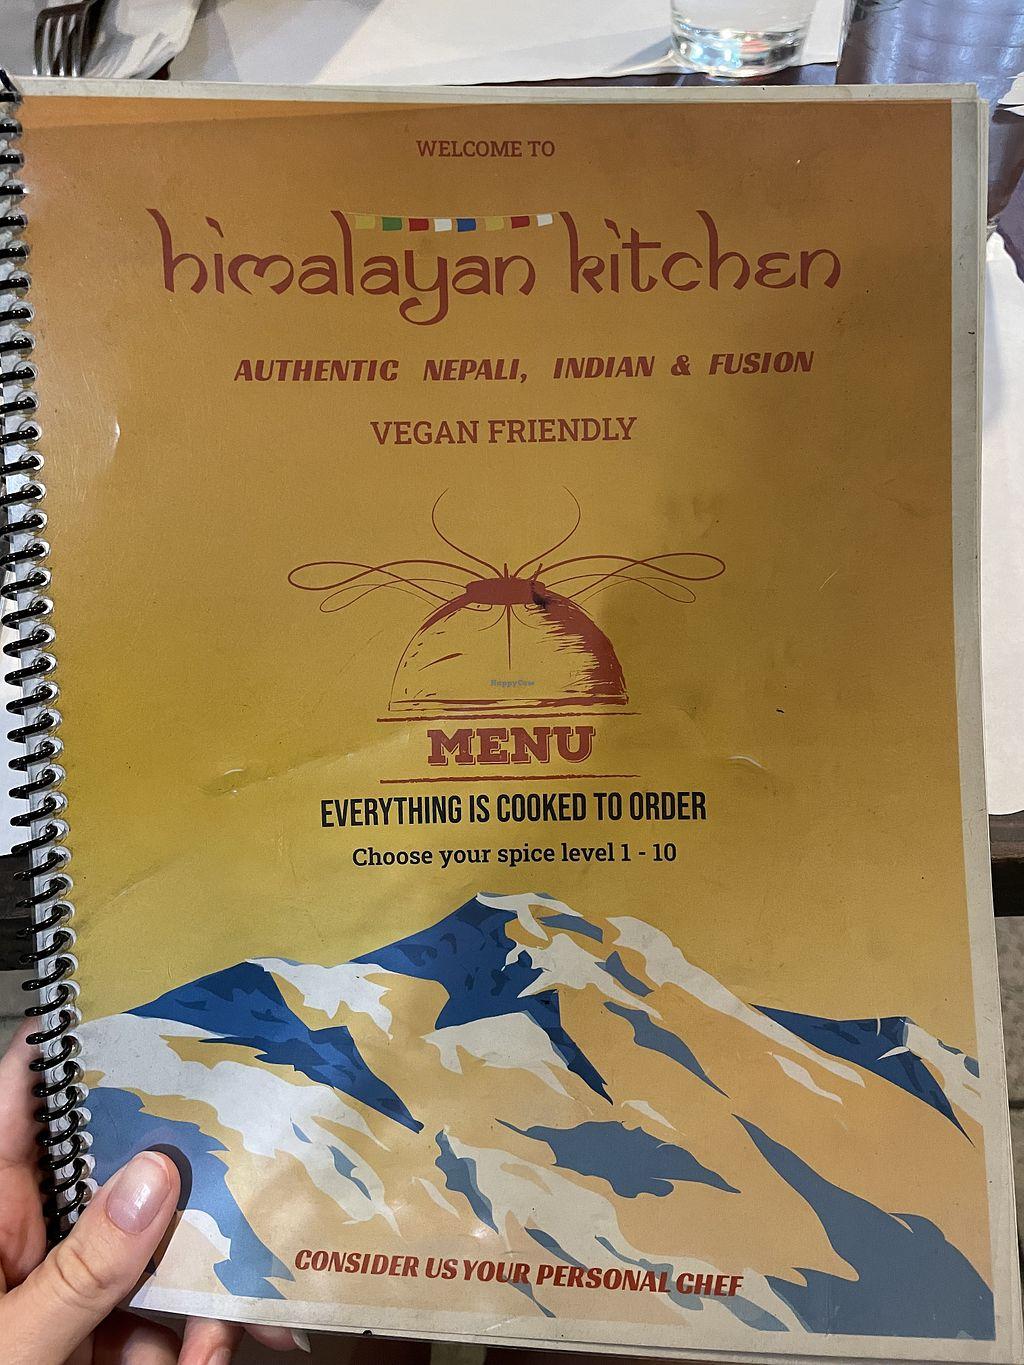 WELCOME TO
himalayan kitchen
AUTHENTIC NEPALI, INDIAN & FUSION
VEGAN FRIENDLY
HappyCow
MENU
EVERYTHING IS COOKED TO ORDER
Choose your spice level 1 - 10
CONSIDER US YOUR PERSONAL CHEF